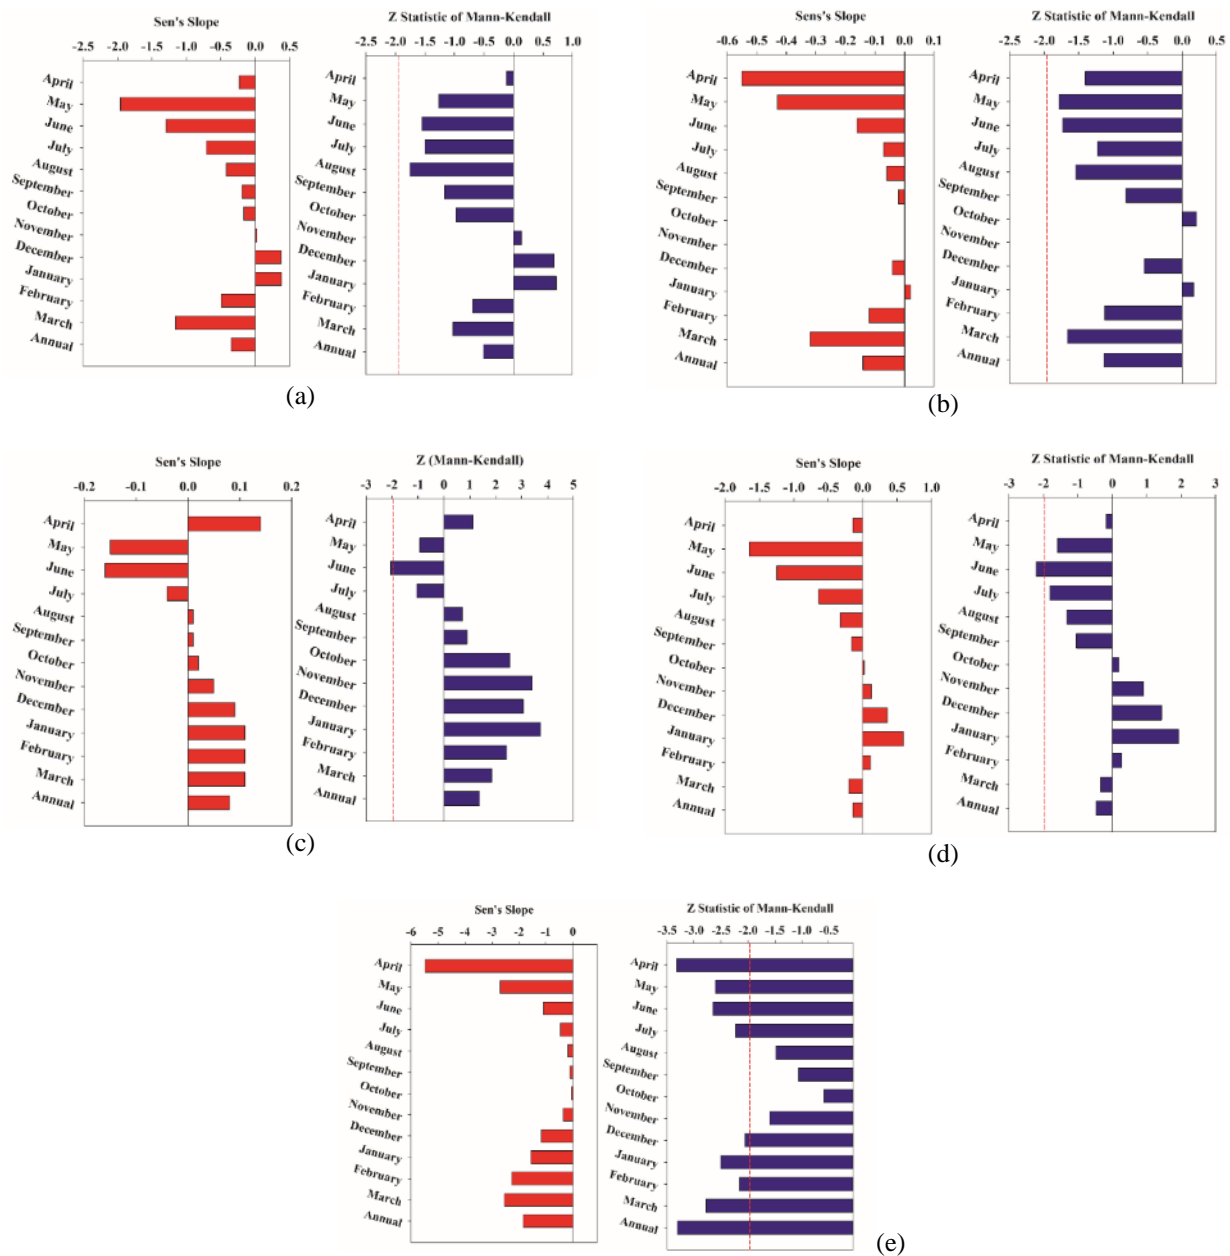 Sen's Slope
-2.5 -2.0 -1.5 -1.0 -0.5 0.0 0.5
April
May
June
July
August
September
October
November
December
January
February
March
Annual
Z Statistic of Mann-Kendall
-2.5 -2.0 -1.5 -1.0 -0.5 0.0 0.5 1.0
April
May
June
July
August
September
October
November
December
January
February
March
Annual
(a)
Sens's Slope
-0.6 -0.5 -0.4 -0.3 -0.2 -0.1 0.0 0.1
April
May
June
July
August
September
October
November
December
January
February
March
Annual
Z Statistic of Mann-Kendall
-2.5 -2.0 -1.5 -1.0 -0.5 0.0 0.5
April
May
June
July
August
September
October
November
December
January
February
March
Annual
(b)
Sen's Slope
-0.2 -0.1 0.0 0.1 0.2
April
May
June
July
August
September
October
November
December
January
February
March
Annual
Z (Mann-Kendall)
-3 -2 -1 0 1 2 3 4 5
April
May
June
July
August
September
October
November
December
January
February
March
Annual
(c)
Sen's Slope
-2.0 -1.5 -1.0 -0.5 0.0 0.5 1.0
April
May
June
July
August
September
October
November
December
January
February
March
Annual
Z Statistic of Mann-Kendall
-3 -2 -1 0 1 2 3
April
May
June
July
August
September
October
November
December
January
February
March
Annual
(d)
Sen's Slope
-6 -5 -4 -3 -2 -1 0
April
May
June
July
August
September
October
November
December
January
February
March
Annual
Z Statistic of Mann-Kendall
-3.5 -3.0 -2.5 -2.0 -1.5 -1.0 -0.5
April
May
June
July
August
September
October
November
December
January
February
March
Annual
(e)